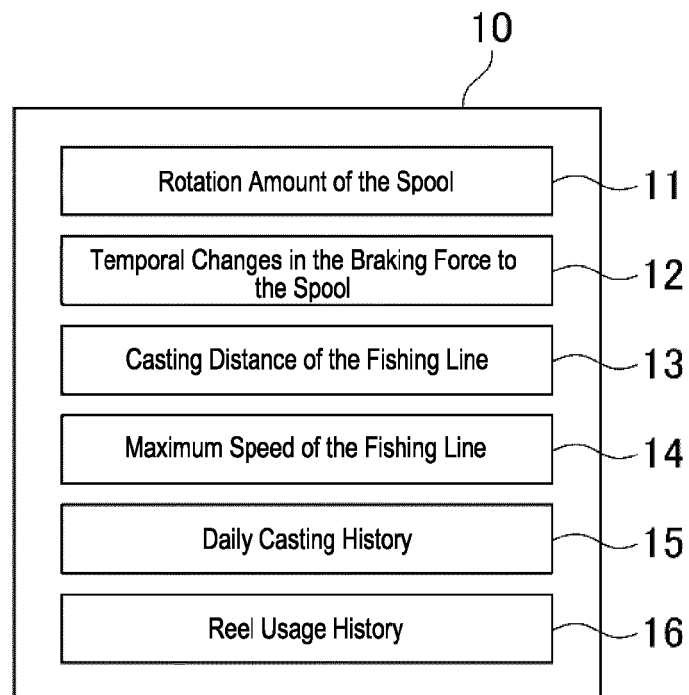 10
Rotation Amount of the Spool 11
Temporal Changes in the Braking Force to
the Spool 12
Casting Distance of the Fishing Line 13
Maximum Speed of the Fishing Line 14
Daily Casting History 15
Reel Usage History 16